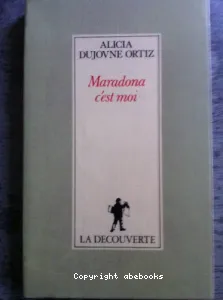 ALICIA
DUJOVNE ORTIZ
Maradona
c'est moi
LA DECOUVERTE
Copyright abebooks